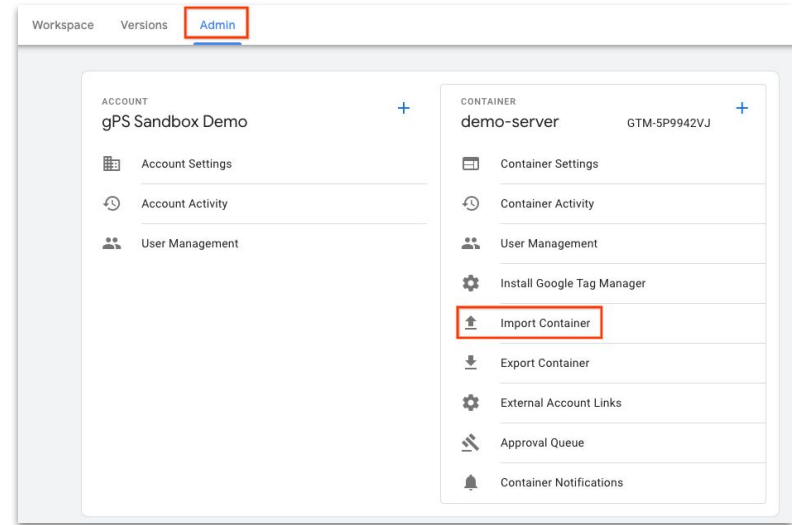 Workspace Versions Admin
ACCOUNT
gPS Sandbox Demo
Account Settings
Account Activity
User Management
CONTAINER
demo-server GTM-5P9942VJ
Container Settings
Container Activity
User Management
Install Google Tag Manager
Import Container
Export Container
External Account Links
Approval Queue
Container Notifications